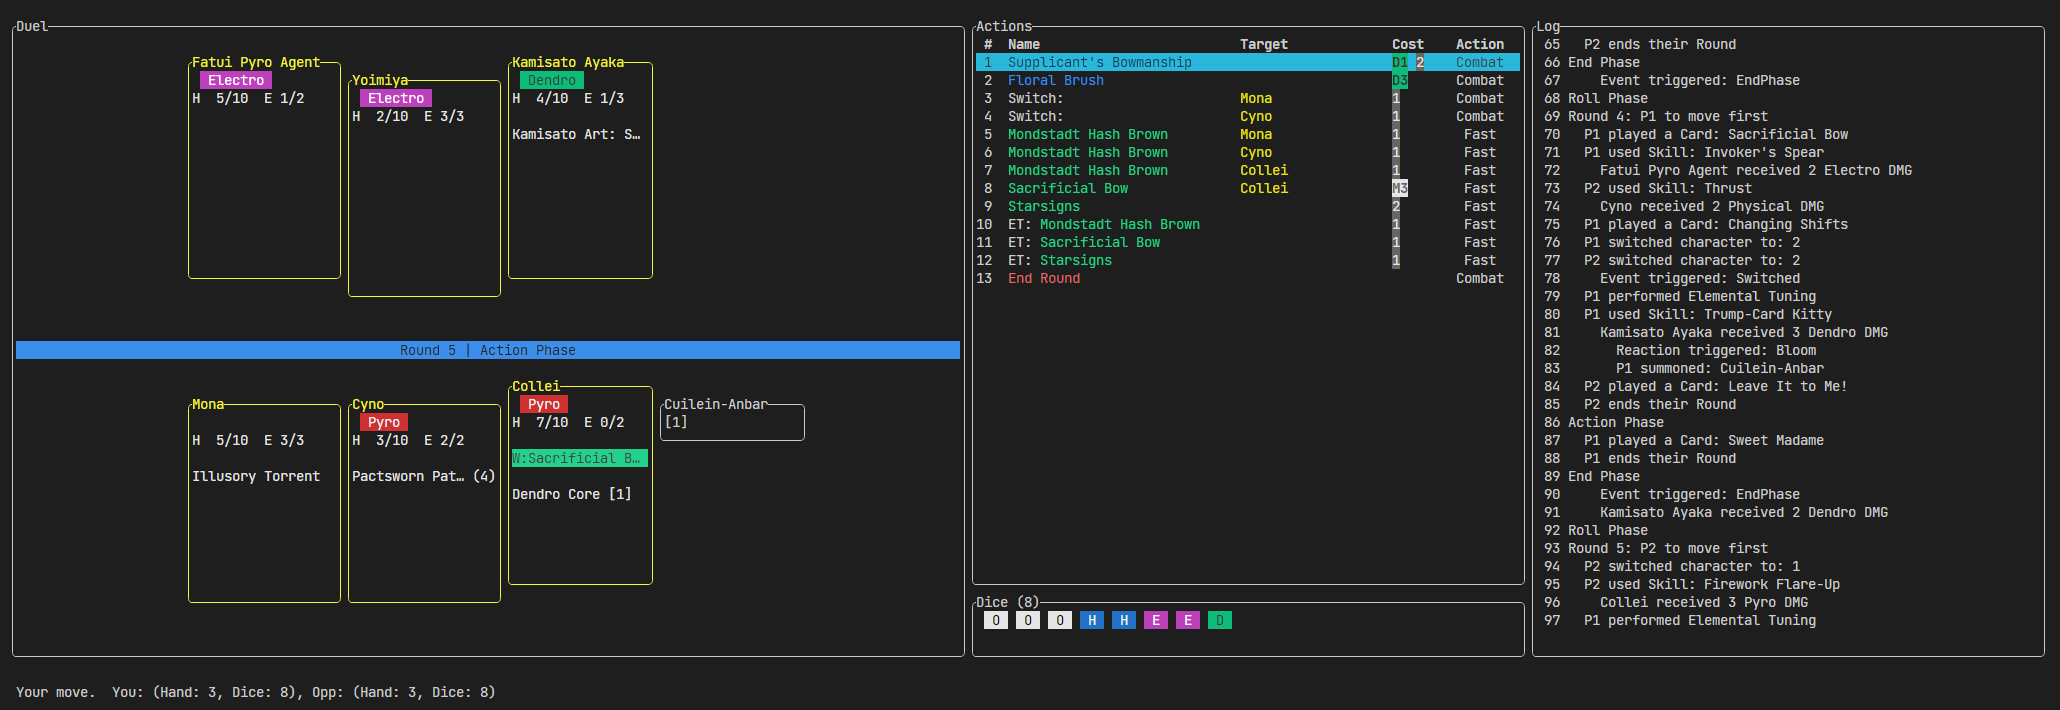 Duel
Fatui Pyro Agent
Electro
H 5/10 E 1/2
Yoimiya
Electro
H 2/10 E 3/3
Kamisato Ayaka
Dendro
H 4/10 E 1/3
Kamisato Art: S…
Round 5 | Action Phase
Mona
H 5/10 E 3/3
Illusory Torrent
Cyno
Pyro
H 3/10 E 2/2
Pactsworn Pat… (4)
Collei
Pyro
H 7/10 E 0/2
W:Sacrificial B…
Dendro Core [1]
Cuilein-Anbar
[1]
Actions
# Name Target Cost Action
1 Supplicant's Bowmanship D1 2 Combat
2 Floral Brush D3 Combat
3 Switch: Mona 1 Combat
4 Switch: Cyno 1 Combat
5 Mondstadt Hash Brown Mona 1 Fast
6 Mondstadt Hash Brown Cyno 1 Fast
7 Mondstadt Hash Brown Collei 1 Fast
8 Sacrificial Bow Collei M3 Fast
9 Starsigns 2 Fast
10 ET: Mondstadt Hash Brown 1 Fast
11 ET: Sacrificial Bow 1 Fast
12 ET: Starsigns 1 Fast
13 End Round Combat
Dice (8)
O O O H H E E D
Log
65 P2 ends their Round
66 End Phase
67 Event triggered: EndPhase
68 Roll Phase
69 Round 4: P1 to move first
70 P1 played a Card: Sacrificial Bow
71 P1 used Skill: Invoker's Spear
72 Fatui Pyro Agent received 2 Electro DMG
73 P2 used Skill: Thrust
74 Cyno received 2 Physical DMG
75 P1 played a Card: Changing Shifts
76 P1 switched character to: 2
77 P2 switched character to: 2
78 Event triggered: Switched
79 P1 performed Elemental Tuning
80 P1 used Skill: Trump-Card Kitty
81 Kamisato Ayaka received 3 Dendro DMG
82 Reaction triggered: Bloom
83 P1 summoned: Cuilein-Anbar
84 P2 played a Card: Leave It to Me!
85 P2 ends their Round
86 Action Phase
87 P1 played a Card: Sweet Madame
88 P1 ends their Round
89 End Phase
90 Event triggered: EndPhase
91 Kamisato Ayaka received 2 Dendro DMG
92 Roll Phase
93 Round 5: P2 to move first
94 P2 switched character to: 1
95 P2 used Skill: Firework Flare-Up
96 Collei received 3 Pyro DMG
97 P1 performed Elemental Tuning
Your move. You: (Hand: 3, Dice: 8), Opp: (Hand: 3, Dice: 8)